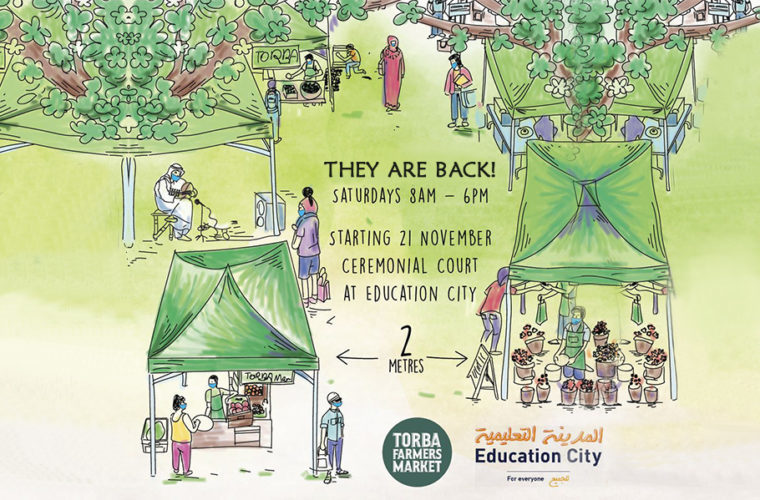 TORBA
THEY ARE BACK!
SATURDAYS 8AM – 6PM
STARTING 21 NOVEMBER
CEREMONIAL COURT
AT EDUCATION CITY
2
METRES
TORBA
TORBA
FARMERS
MARKET
المدينة التعليمية
Education City
For everyone للجميع